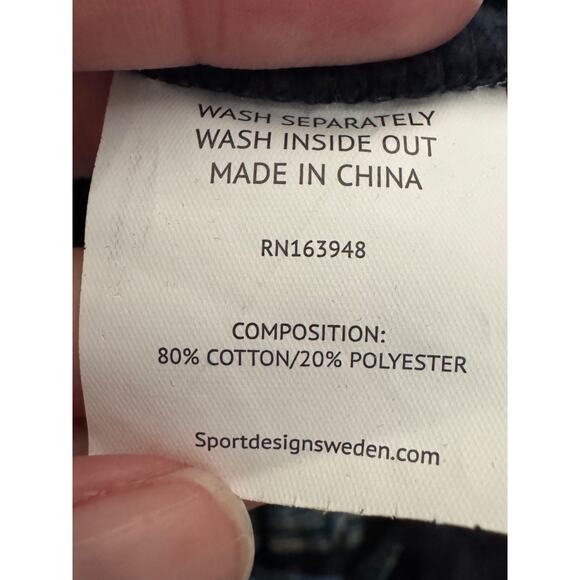 WASH SEPARATELY
WASH INSIDE OUT
MADE IN CHINA
RN163948
COMPOSITION:
80% COTTON/20% POLYESTER
Sportdesignsweden.com